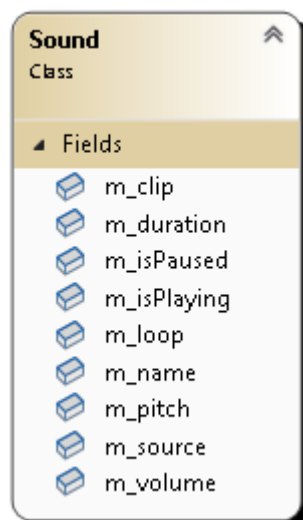 Sound
Class
Fields
m_clip
m_duration
m_isPaused
m_isPlaying
m_loop
m_name
m_pitch
m_source
m_volume